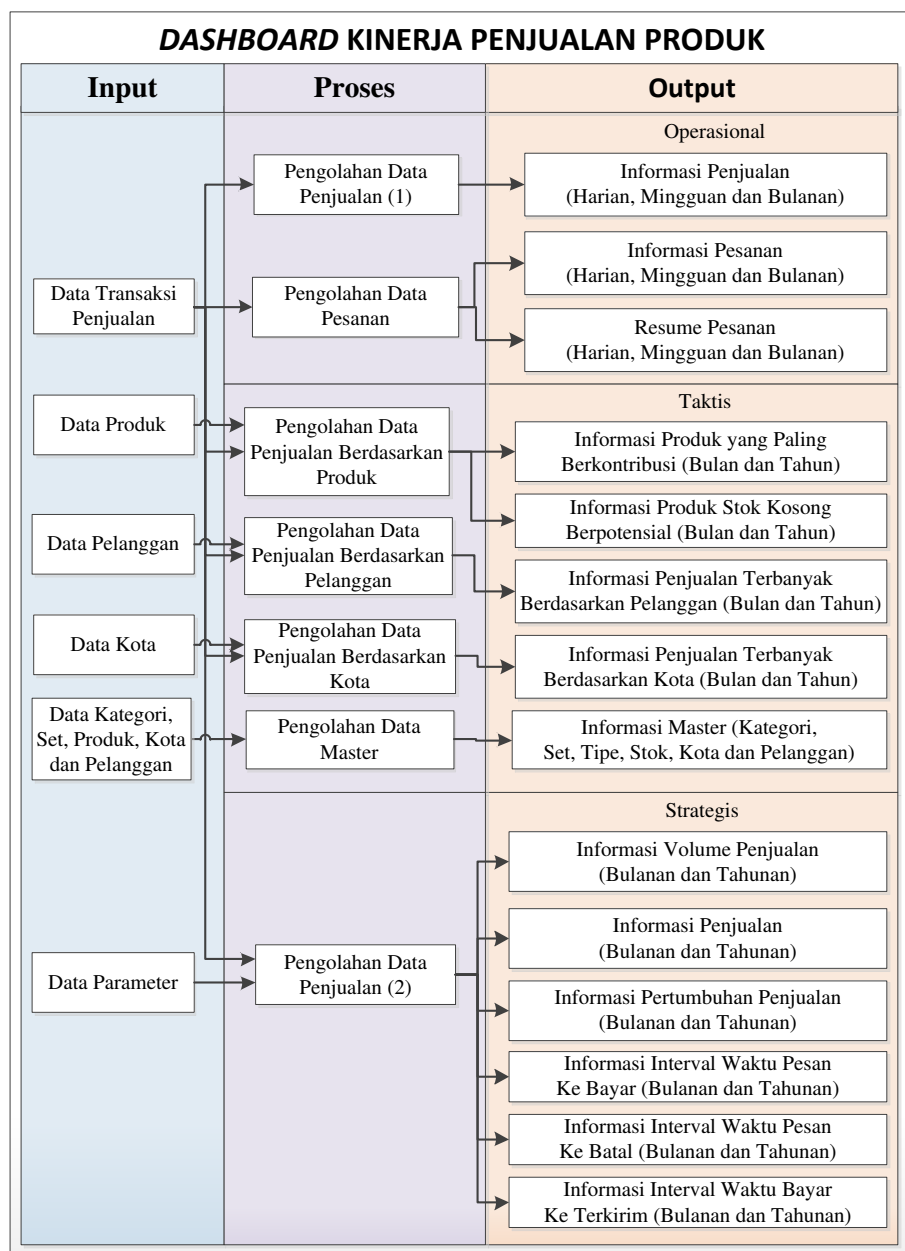 DASHBOARD KINERJA PENJUALAN PRODUK
Input
Proses
Output
Operasional
Pengolahan Data
Penjualan (1)
Informasi Penjualan
(Harian, Mingguan dan Bulanan)
Data Transaksi
Penjualan
Pengolahan Data
Pesanan
Informasi Pesanan
(Harian, Mingguan dan Bulanan)
Resume Pesanan
(Harian, Mingguan dan Bulanan)
Taktis
Data Produk
Pengolahan Data
Penjualan Berdasarkan
Produk
Informasi Produk yang Paling
Berkontribusi (Bulan dan Tahun)
Informasi Produk Stok Kosong
Berpotensial (Bulan dan Tahun)
Data Pelanggan
Pengolahan Data
Penjualan Berdasarkan
Pelanggan
Informasi Penjualan Terbanyak
Berdasarkan Pelanggan (Bulan dan Tahun)
Data Kota
Pengolahan Data
Penjualan Berdasarkan
Kota
Informasi Penjualan Terbanyak
Berdasarkan Kota (Bulan dan Tahun)
Data Kategori,
Set, Produk, Kota
dan Pelanggan
Pengolahan Data
Master
Informasi Master (Kategori,
Set, Tipe, Stok, Kota dan Pelanggan)
Strategis
Data Parameter
Pengolahan Data
Penjualan (2)
Informasi Volume Penjualan
(Bulanan dan Tahunan)
Informasi Penjualan
(Bulanan dan Tahunan)
Informasi Pertumbuhan Penjualan
(Bulanan dan Tahunan)
Informasi Interval Waktu Pesan
Ke Bayar (Bulanan dan Tahunan)
Informasi Interval Waktu Pesan
Ke Batal (Bulanan dan Tahunan)
Informasi Interval Waktu Bayar
Ke Terkirim (Bulanan dan Tahunan)